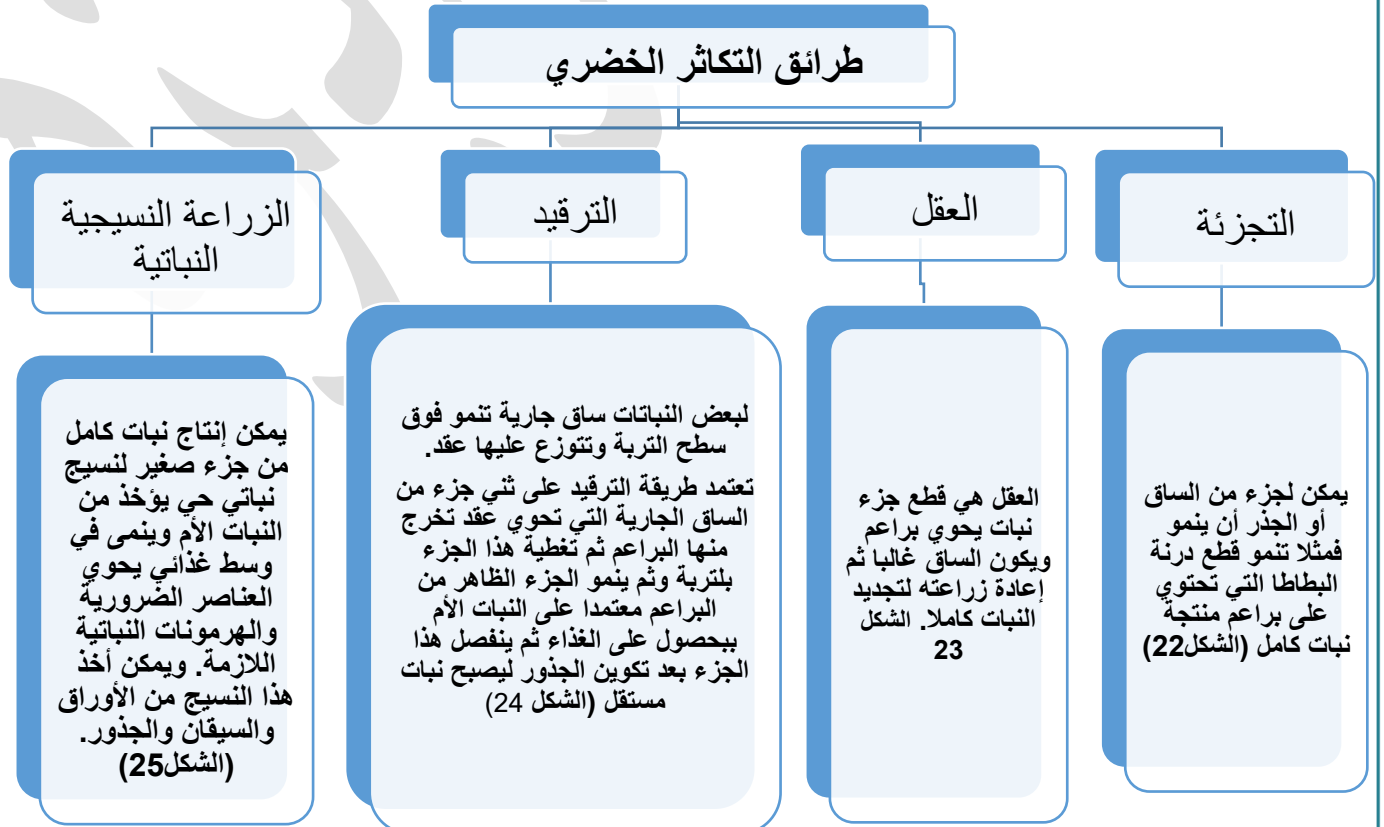 طرائق التكاثر الخضري
التجزئة
العقل
الترقيد
الزراعة النسيجية
النباتية
يمكن لجزء من الساق
أو الجذر أن ينمو
فمثلا تنمو قطع درنة
البطاطا التي تحتوي
على براعم منتجة
نبات كامل (الشكل22)
العقل هي قطع جزء
نبات يحوي براعم
ويكون الساق غالبا ثم
إعادة زراعته لتجديد
النبات كاملا. الشكل
23
لبعض النباتات ساق جارية تنمو فوق
سطح التربة وتتوزع عليها عقد.
تعتمد طريقة الترقيد على ثني جزء من
الساق الجارية التي تحوي عقد تخرج
منها البراعم ثم تغطية هذا الجزء
بلتربة وثم ينمو الجزء الظاهر من
البراعم معتمدا على النبات الأم
ببحصول على الغذاء ثم ينفصل هذا
الجزء بعد تكوين الجذور ليصبح نبات
مستقل (الشكل 24)
يمكن إنتاج نبات كامل
من جزء صغير لنسيج
نباتي حي يؤخذ من
النبات الأم وينمى في
وسط غذائي يحوي
العناصر الضرورية
والهرمونات النباتية
اللازمة. ويمكن أخذ
هذا النسيج من الأوراق
والسيقان والجذور.
(الشكل25)